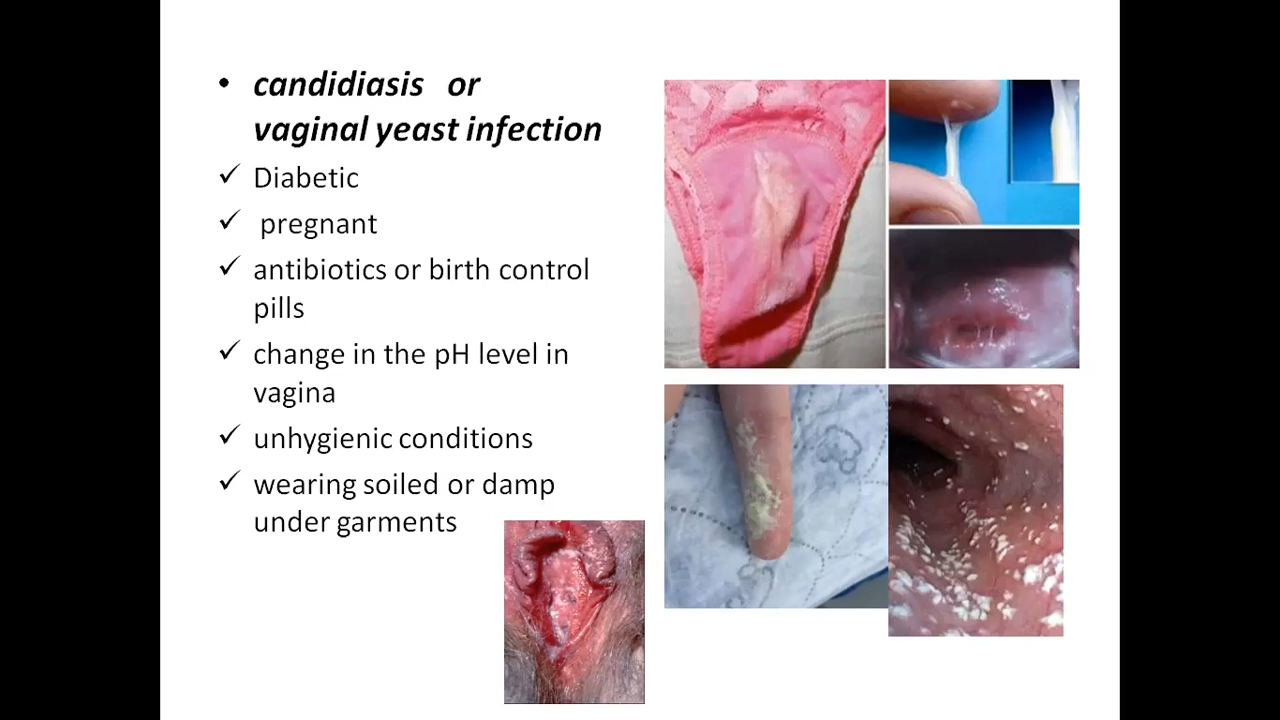 • candidiasis or
vaginal yeast infection
✓ Diabetic
✓ pregnant
✓ antibiotics or birth control
pills
✓ change in the pH level in
vagina
✓ unhygienic conditions
✓ wearing soiled or damp
under garments